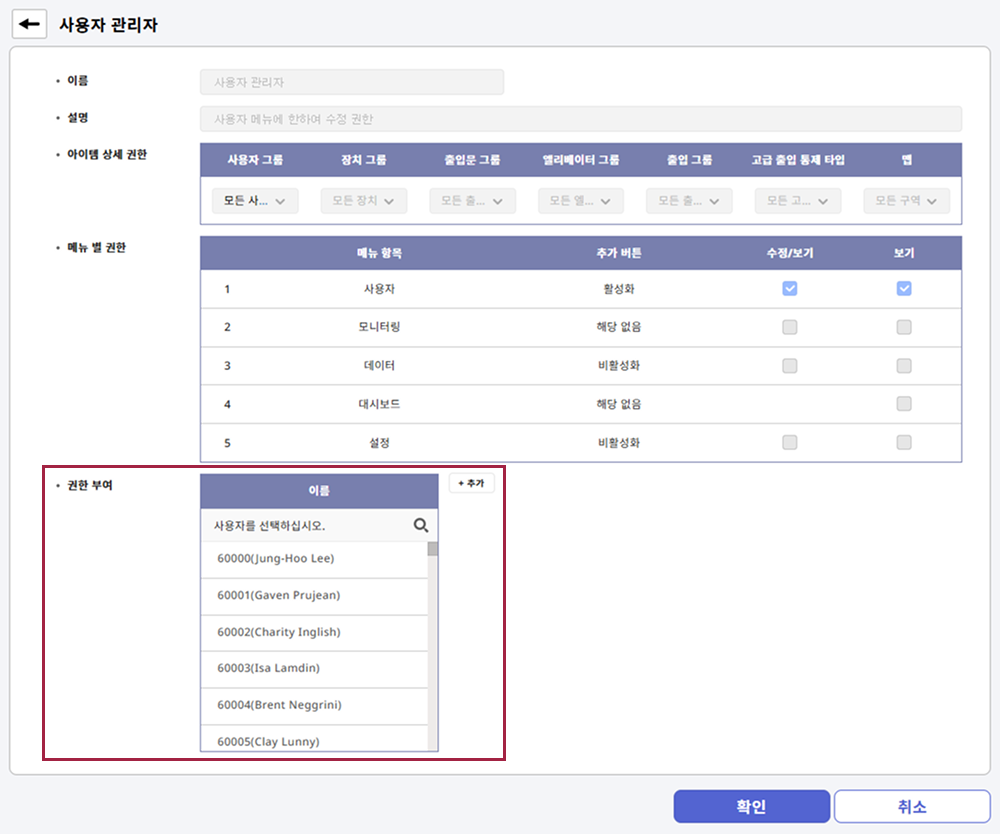 사용자 관리자
• 이름
사용자 관리자
• 설명
사용자 메뉴에 한하여 수정 권한
• 아이템 상세 권한
사용자 그룹 장치 그룹 출입문 그룹 엘리베이터 그룹 출입 그룹 고급 출입 통제 타입 맵
모든 사... 모든 장치 모든 출... 모든 엘... 모든 출... 모든 고... 모든 구역
• 메뉴 별 권한
메뉴 항목 추가 버튼 수정/보기 보기
1 사용자 활성화
2 모니터링 해당 없음
3 데이터 비활성화
4 대시보드 해당 없음
5 설정 비활성화
• 권한 부여
이름
+ 추가
사용자를 선택하십시오.
60000(Jung-Hoo Lee)
60001(Gaven Prujean)
60002(Charity Inglish)
60003(Isa Lamdin)
60004(Brent Neggrini)
60005(Clay Lunny)
확인 취소